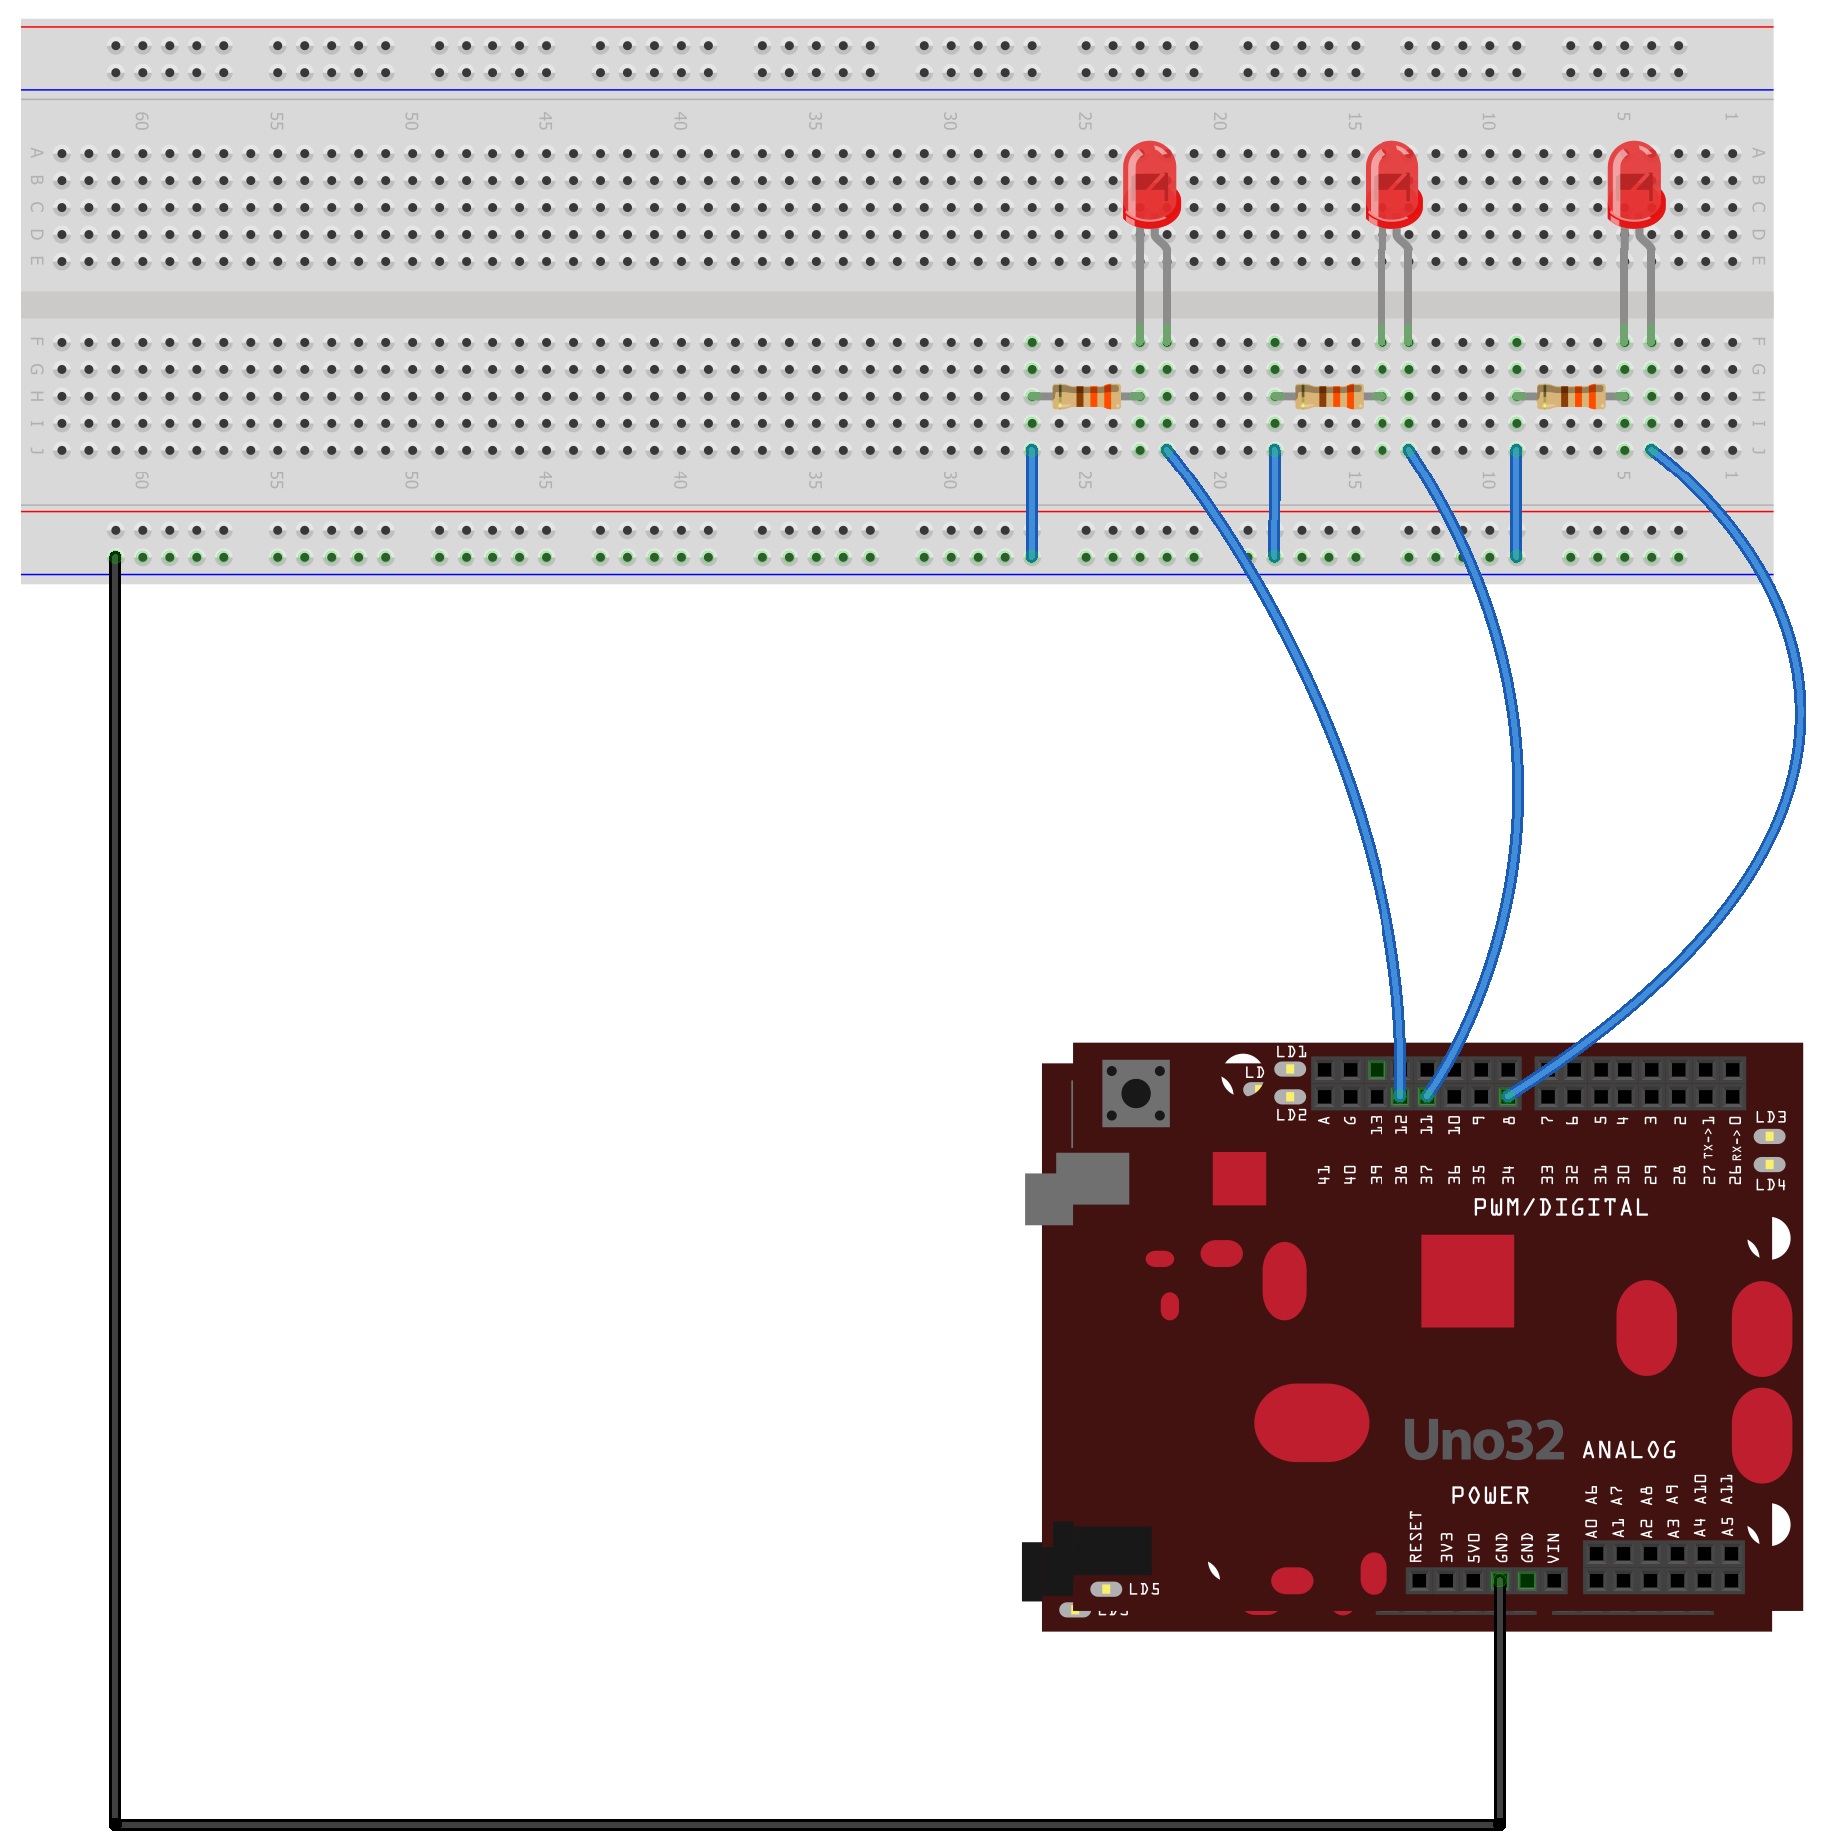 60 55 50 45 40 35 30 25 20 15 10 5 1
A A
B B
C C
D D
E E
F F
G G
H H
I I
J J
60 55 50 45 40 35 30 25 20 15 10 5 1
LD1
LD
LD2
A G 13 12 11 10 9 8 7 6 5 4 3 2 TX->1 RX->0
LD3
41 40 39 38 37 36 35 34 33 32 31 30 29 28 27 26
LD4
PWM/DIGITAL
Uno32
ANALOG
POWER
A6 A7 A8 A9 A10 A11
RESET 3V3 5V0 GND GND VIN
A0 A1 A2 A3 A4 A5
LD5